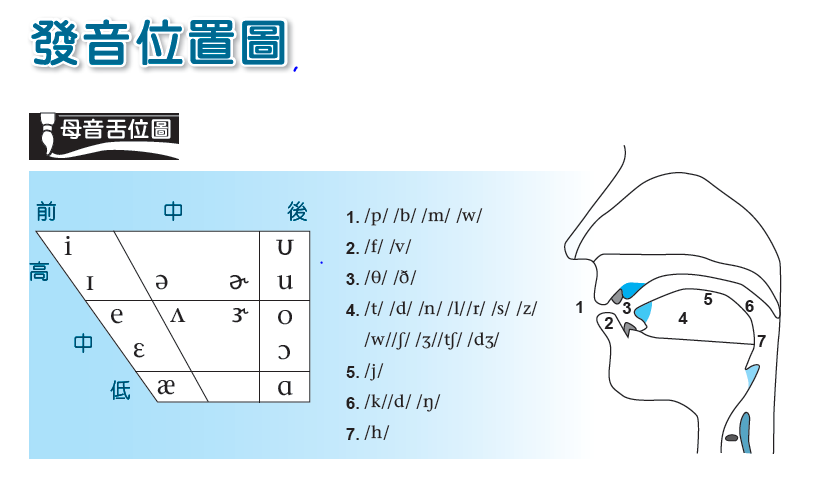 發音位置圖
母音舌位圖
前 中 後
高
中
低
i ʊ
ɪ ə ɚ u
e ʌ ɝ o
ɛ ɔ
æ ɑ
1. /p/ /b/ /m/ /w/
2. /f/ /v/
3. /θ/ /ð/
4. /t/ /d/ /n/ /l//r/ /s/ /z/
/w//ʃ/ /ʒ//tʃ/ /dʒ/
5. /j/
6. /k//d/ /ŋ/
7. /h/
1
2
3
4
5
6
7